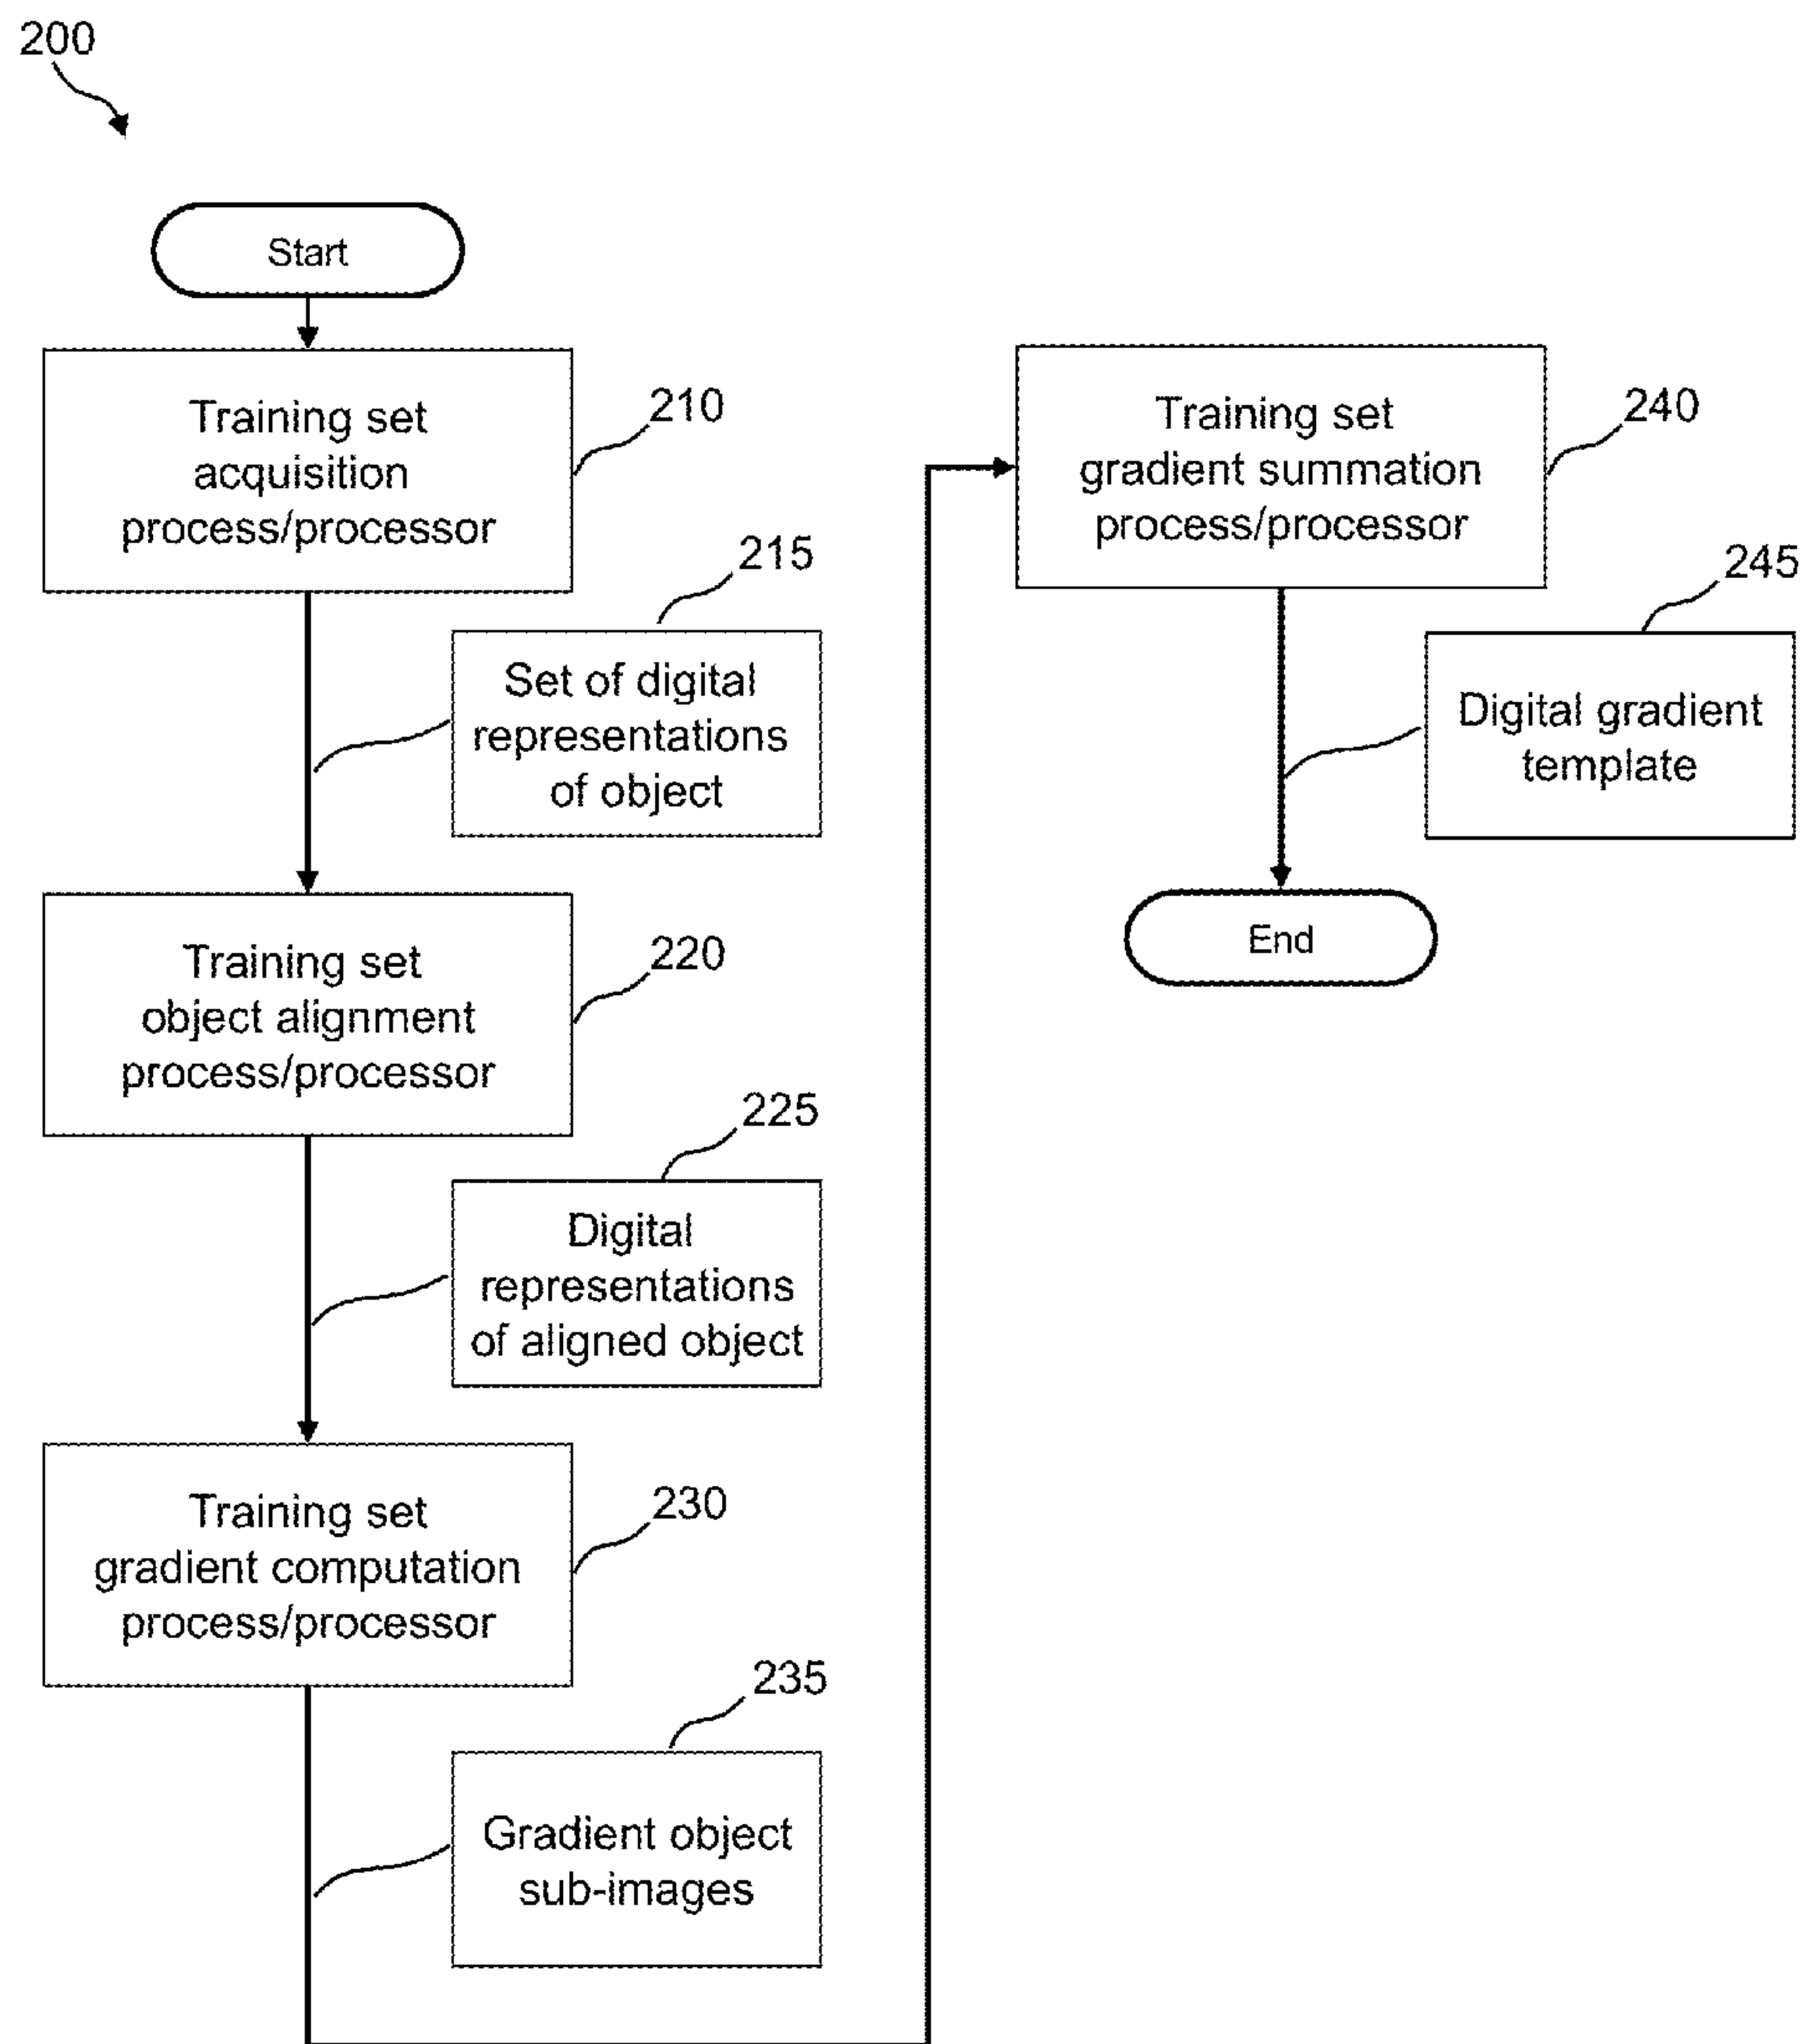 200
Start
Training set
acquisition
process/processor
210
215
Set of digital
representations
of object
Training set
object alignment
process/processor
220
225
Digital
representations
of aligned object
Training set
gradient computation
process/processor
230
235
Gradient object
sub-images
Training set
gradient summation
process/processor
240
245
Digital gradient
template
End